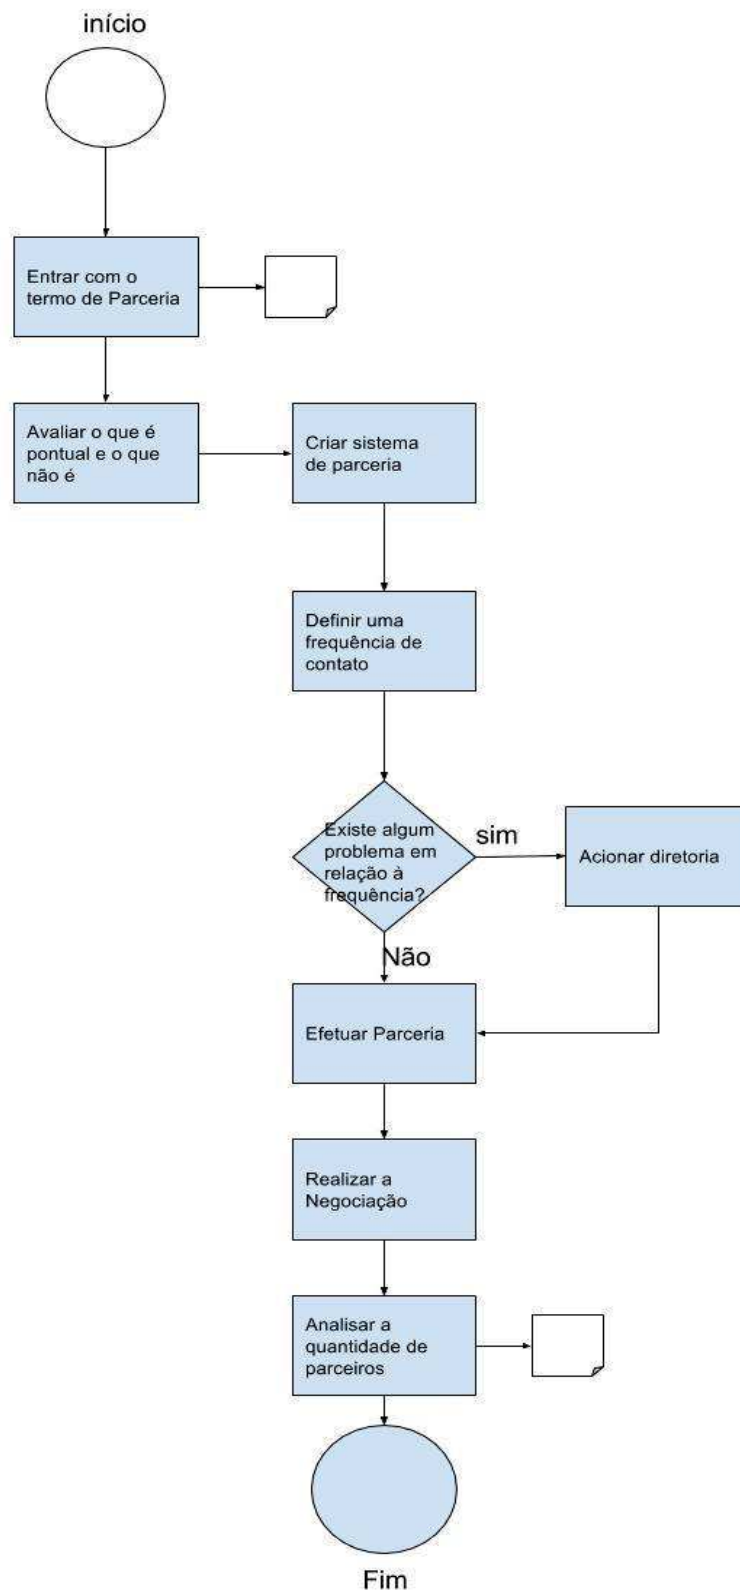 início
Entrar com o
termo de Parceria
Avaliar o que é
pontual e o que
não é
Criar sistema
de parceria
Definir uma
frequência de
contato
Existe algum
problema em
relação à
frequência?
sim
Acionar diretoria
Não
Efetuar Parceria
Realizar a
Negociação
Analisar a
quantidade de
parceiros
Fim